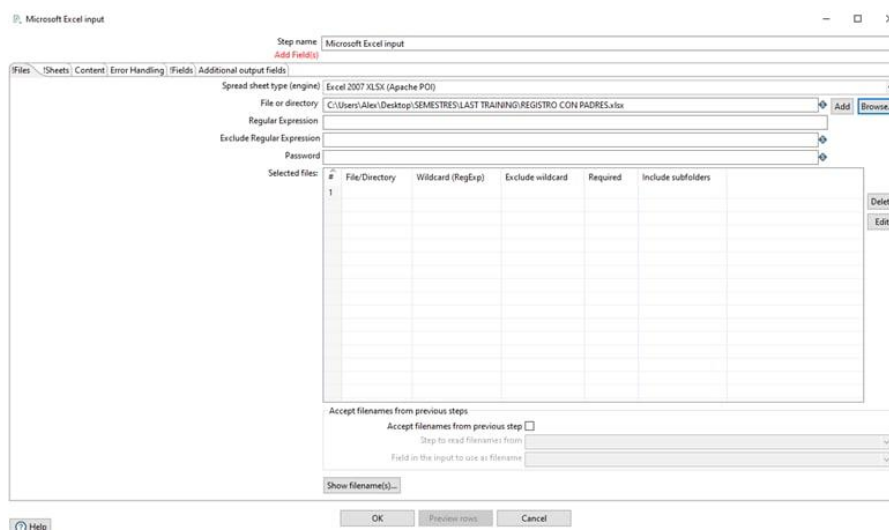 Microsoft Excel input
Step name Microsoft Excel input
Add Field(s)
!Files !Sheets Content Error Handling !Fields Additional output fields
Spread sheet type (engine) Excel 2007 XLSX (Apache POI)
File or directory C:\Users\Alex\Desktop\SEMESTRES\LAST TRAINING\REGISTRO CON PADRES.xlsx Add Browse..
Regular Expression
Exclude Regular Expression
Password
Selected files: # File/Directory Wildcard (RegExp) Exclude wildcard Required Include subfolders
1
Delet
Edit
Accept filenames from previous steps
Accept filenames from previous step
Step to read filenames from
Field in the input to use as filename
Show filename(s)...
OK Preview rows Cancel
Help